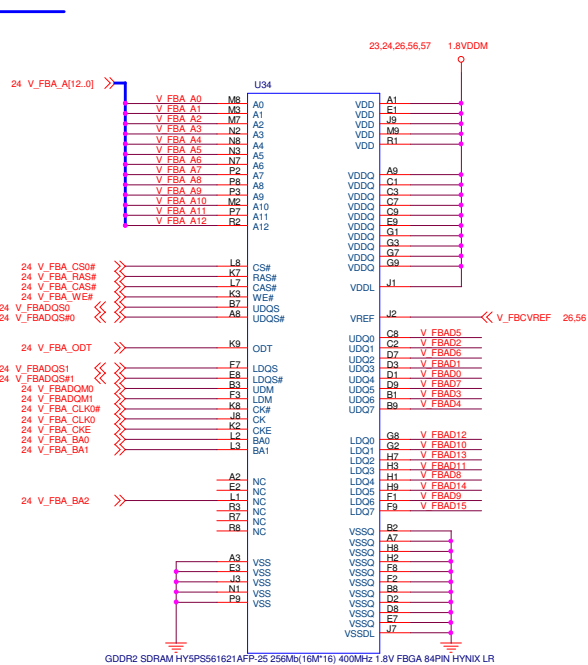 23,24,26,56,57 1.8VDDM
U34
24 V_FBA_A[12..0]
V_FBA_A0 M8 A0 VDD A1
V_FBA_A1 M3 A1 VDD E1
V_FBA_A2 M7 A2 VDD J9
V_FBA_A3 N2 A3 VDD M9
V_FBA_A4 N8 A4 VDD R1
V_FBA_A5 N3 A5
V_FBA_A6 N7 A6
V_FBA_A7 P2 A7 VDDQ A9
V_FBA_A8 P8 A8 VDDQ C1
V_FBA_A9 P3 A9 VDDQ C3
V_FBA_A10 M2 A10 VDDQ C7
V_FBA_A11 P7 A11 VDDQ C9
V_FBA_A12 R2 A12 VDDQ E9
VDDQ G1
VDDQ G3
VDDQ G7
24 V_FBA_CS0# L8 CS# VDDQ G9
24 V_FBA_RAS# K7 RAS#
24 V_FBA_CAS# L7 CAS# VDDL J1
24 V_FBA_WE# K3 WE#
24 V_FBADQS0 B7 UDQS
24 V_FBADQS#0 A8 UDQS# VREF J2 V_FBCVREF 26,56
UDQ0 C8 V_FBAD5
24 V_FBA_ODT K9 ODT UDQ1 C2 V_FBAD2
UDQ2 D7 V_FBAD6
24 V_FBADQS1 F7 LDQS UDQ3 D3 V_FBAD1
24 V_FBADQS#1 E8 LDQS# UDQ4 D1 V_FBAD0
24 V_FBADQM0 B3 LDM UDQ5 D9 V_FBAD7
24 V_FBADQM1 F3 LDM UDQ6 B1 V_FBAD3
24 V_FBA_CLK0# K8 CK# UDQ7 B9 V_FBAD4
24 V_FBA_CLK0 J8 CK
24 V_FBA_CKE K2 CKE
24 V_FBA_BA0 L2 BA0 LDQ0 G8 V_FBAD12
24 V_FBA_BA1 L3 BA1 LDQ1 G2 V_FBAD10
LDQ2 H7 V_FBAD13
LDQ3 H3 V_FBAD11
A2 NC LDQ4 H1 V_FBAD8
E2 NC LDQ5 H9 V_FBAD14
24 V_FBA_BA2 L1 NC LDQ6 F1 V_FBAD9
R3 NC LDQ7 F9 V_FBAD15
R7 NC
R8 NC VSSQ B2
VSSQ A7
VSSQ H8
A3 VSS VSSQ H2
E3 VSS VSSQ F8
J3 VSS VSSQ F2
N1 VSS VSSQ B8
P9 VSS VSSQ D2
VSSQ D8
VSSQ E7
VSSDL J7
GDDR2 SDRAM HY5PS561621AFP-25 256Mb(16M*16) 400MHz 1.8V FBGA 84PIN HYNIX LR